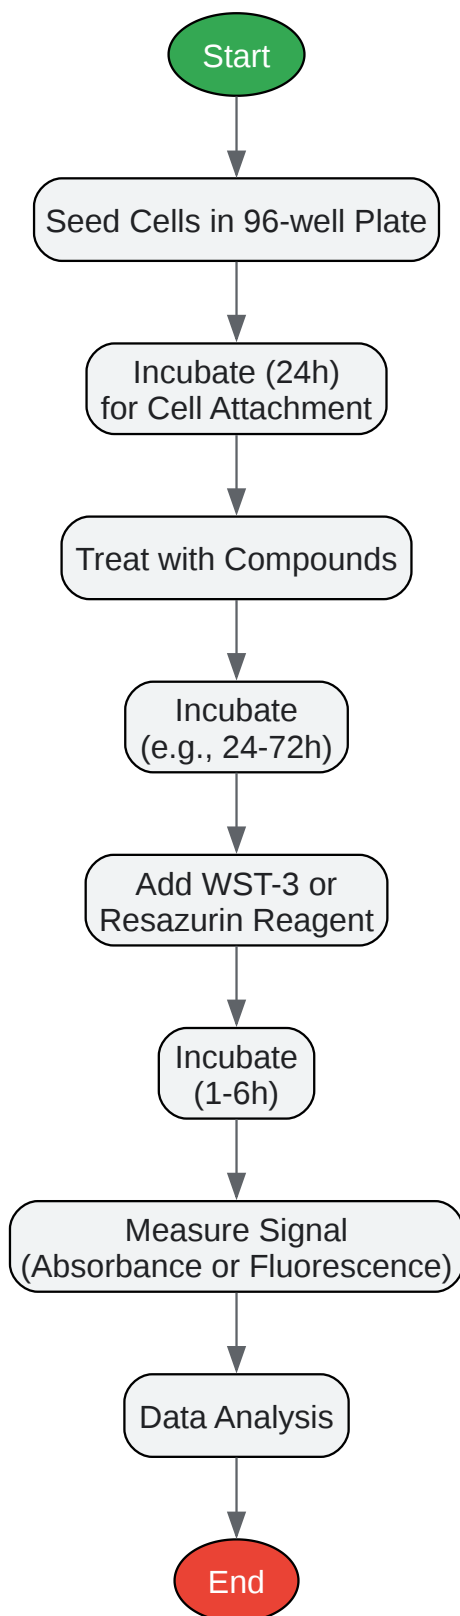 Start
Seed Cells in 96-well Plate
Incubate (24h)
for Cell Attachment
Treat with Compounds
Incubate
(e.g., 24-72h)
Add WST-3 or
Resazurin Reagent
Incubate
(1-6h)
Measure Signal
(Absorbance or Fluorescence)
Data Analysis
End